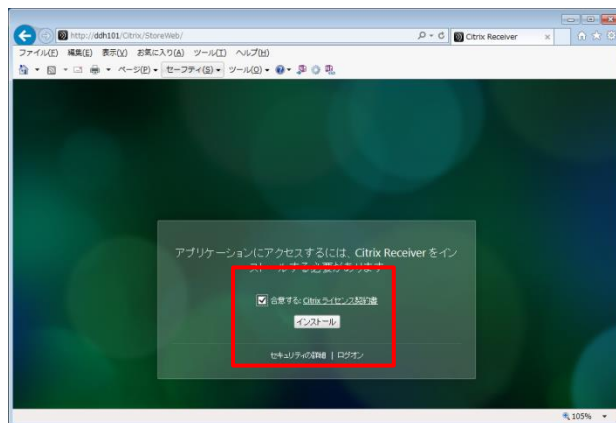 http://ddh101/Citrix/StoreWeb/
Citrix Receiver
ファイル(F) 編集(E) 表示(V) お気に入り(A) ツール(T) ヘルプ(H)
ページ(P) セーフティ(S) ツール(O)
アプリケーションにアクセスするには、Citrix Receiver をイン
ストールする必要があります
合意する: Citrix ライセンス契約書
インストール
セキュリティの詳細 | ログオン
105%